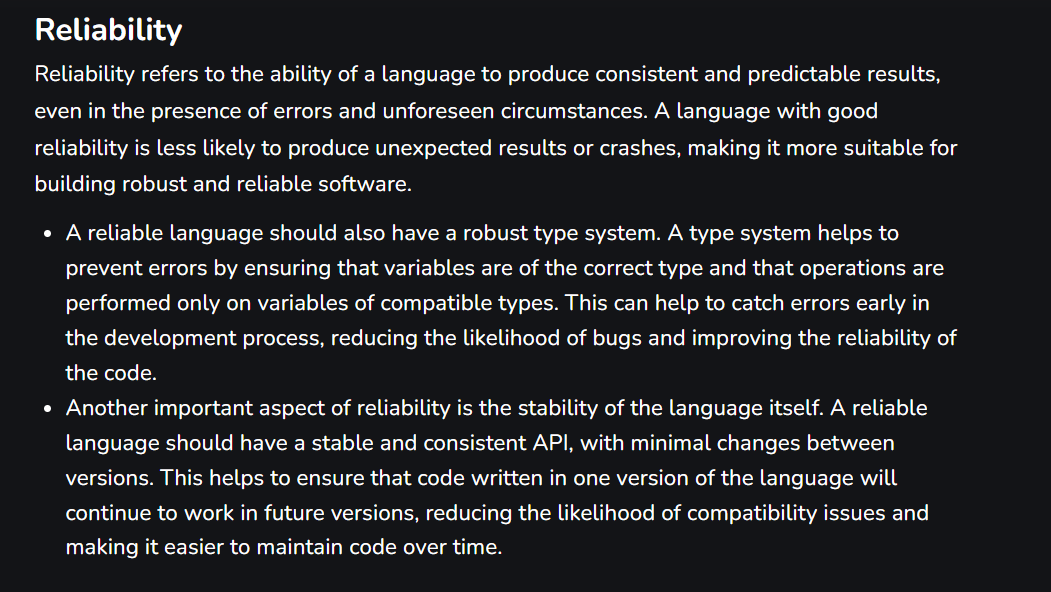 Reliability
Reliability refers to the ability of a language to produce consistent and predictable results,
even in the presence of errors and unforeseen circumstances. A language with good
reliability is less likely to produce unexpected results or crashes, making it more suitable for
building robust and reliable software.
• A reliable language should also have a robust type system. A type system helps to
prevent errors by ensuring that variables are of the correct type and that operations are
performed only on variables of compatible types. This can help to catch errors early in
the development process, reducing the likelihood of bugs and improving the reliability of
the code.
• Another important aspect of reliability is the stability of the language itself. A reliable
language should have a stable and consistent API, with minimal changes between
versions. This helps to ensure that code written in one version of the language will
continue to work in future versions, reducing the likelihood of compatibility issues and
making it easier to maintain code over time.